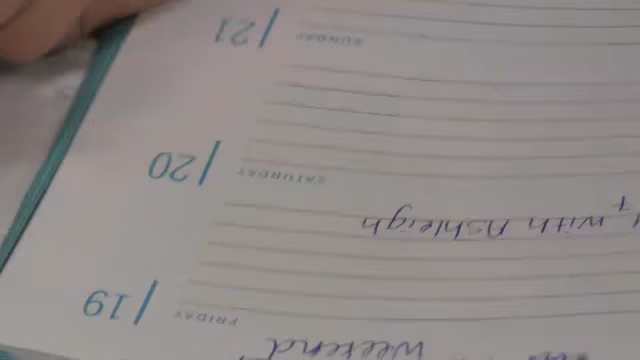 weekend
FRIDAY | 19
with Ashleigh
SATURDAY | 20
SUNDAY | 21